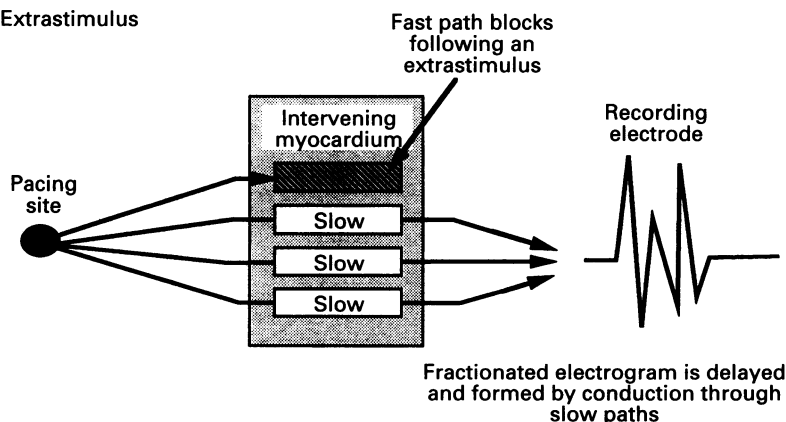 Extrastimulus
Fast path blocks
following an
extrastimulus
Intervening
myocardium
Recording
electrode
Pacing
site
Slow
Slow
Slow
Fractionated electrogram is delayed
and formed by conduction through
slow paths